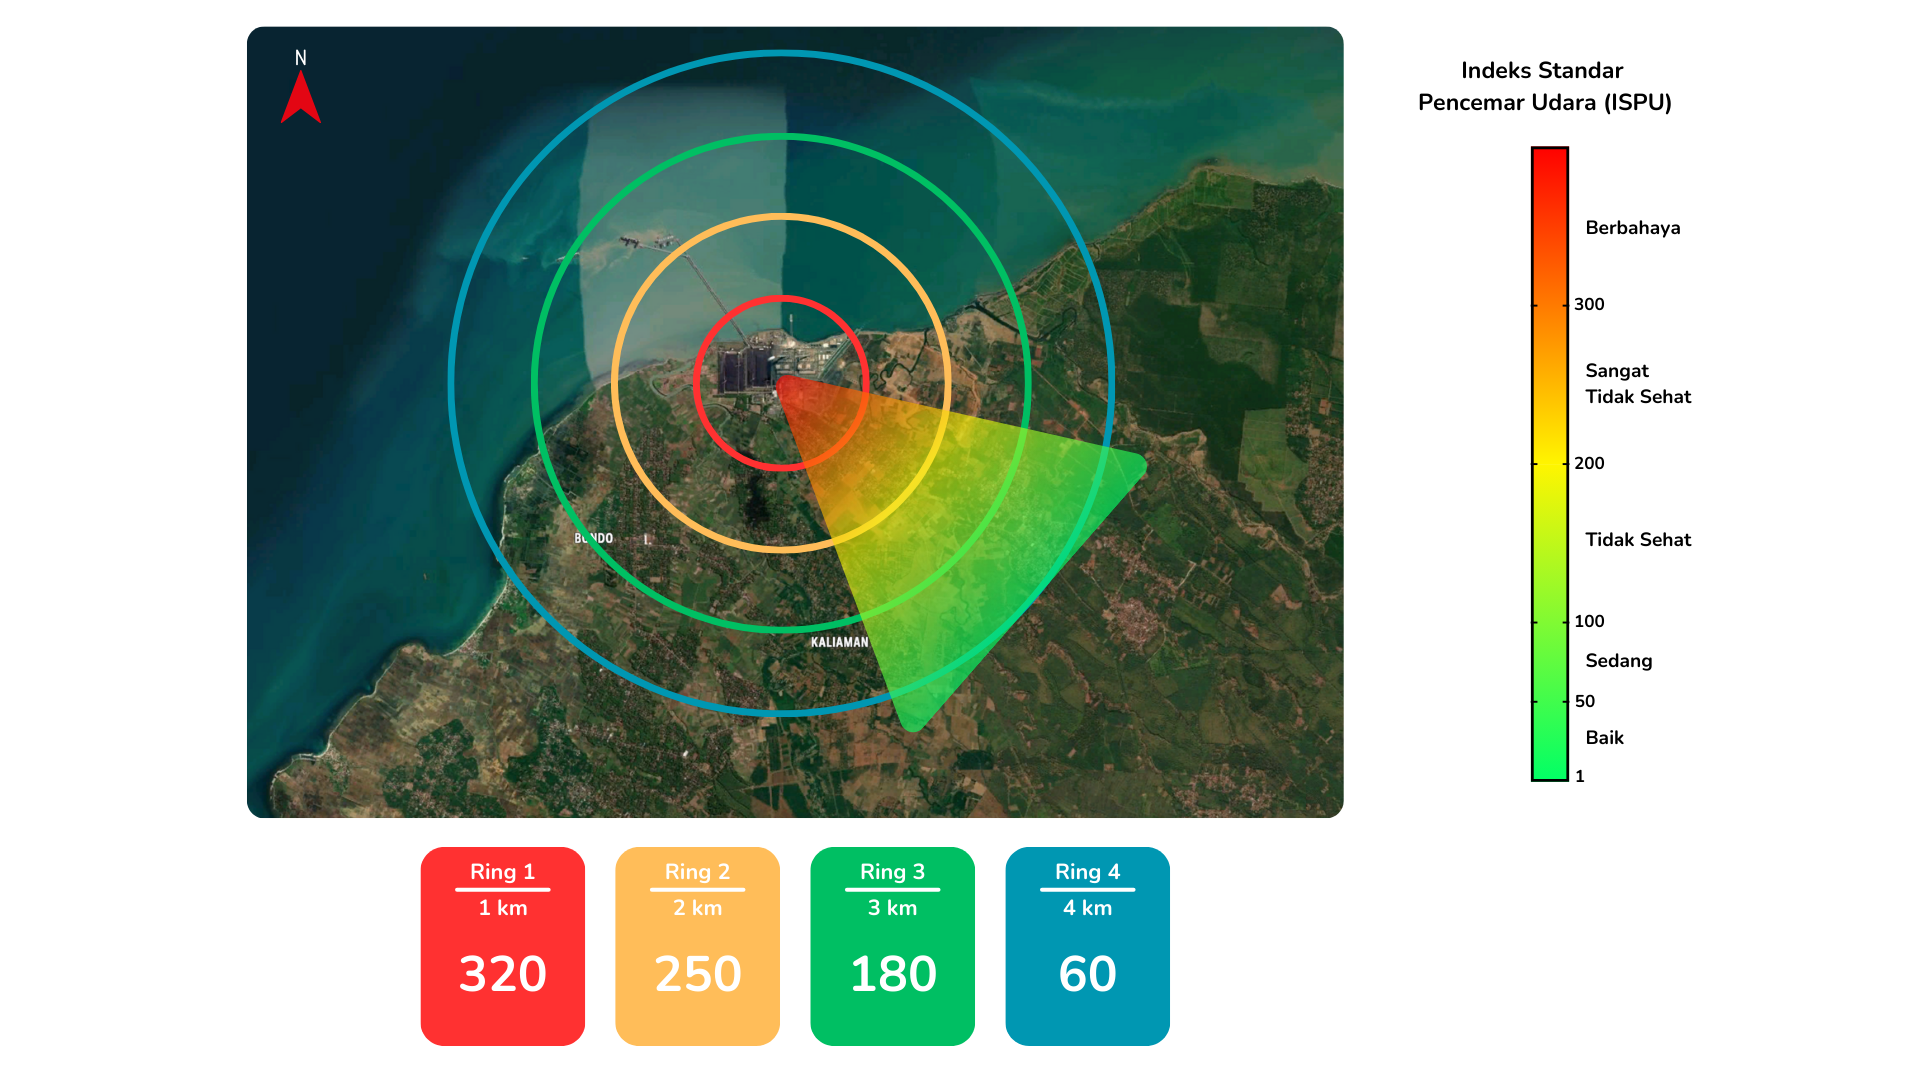 N
BONDO
KALIAMAN
Indeks Standar
Pencemar Udara (ISPU)
Berbahaya
300
Sangat
Tidak Sehat
200
Tidak Sehat
100
Sedang
50
Baik
1
Ring 1
1 km
320
Ring 2
2 km
250
Ring 3
3 km
180
Ring 4
4 km
60